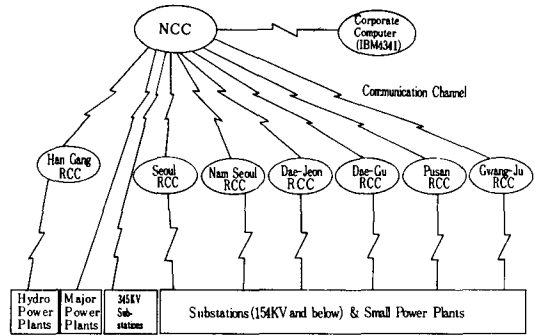 NCC
Corporate
Computer
(IBM4341)
Communication Channel
Han Gang
RCC
Seoul
RCC
Nam Seoul
RCC
Dae-Jeon
RCC
Dae-Gu
RCC
Pusan
RCC
Gwang-Ju
RCC
Hydro
Power
Plants
Major
Power
Plants
345KV
Sub-
stations
Substations (154KV and below) & Small Power Plants